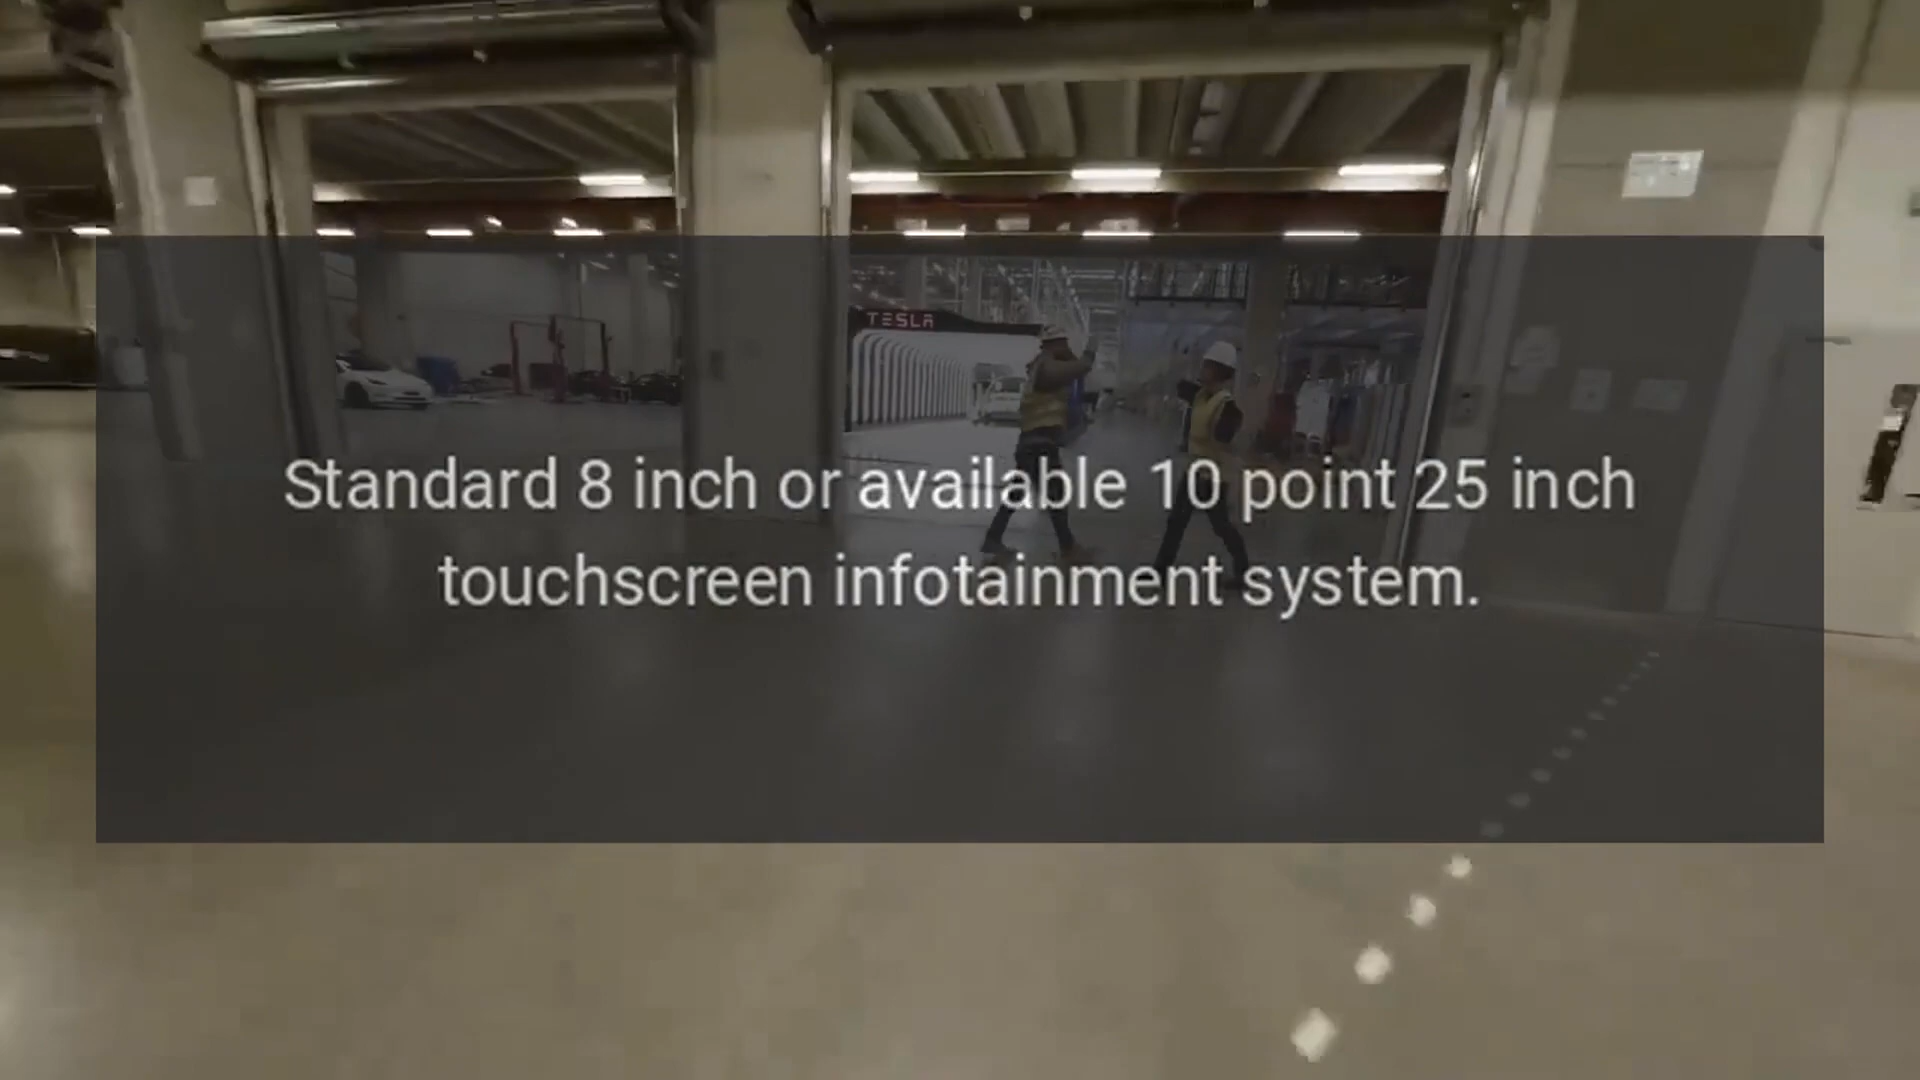 TESLA
Standard 8 inch or available 10 point 25 inch
touchscreen infotainment system.